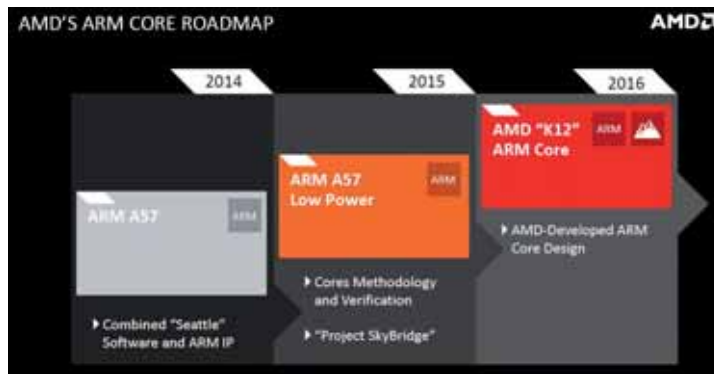 AMD'S ARM CORE ROADMAP
AMD
2014
2015
2016
ARM A57
ARM
▸ Combined "Seattle"
Software and ARM IP
ARM A57
Low Power
ARM
▸ Cores Methodology
and Verification
▸ "Project SkyBridge"
AMD "K12"
ARM Core
ARM
▸ AMD-Developed ARM
Core Design